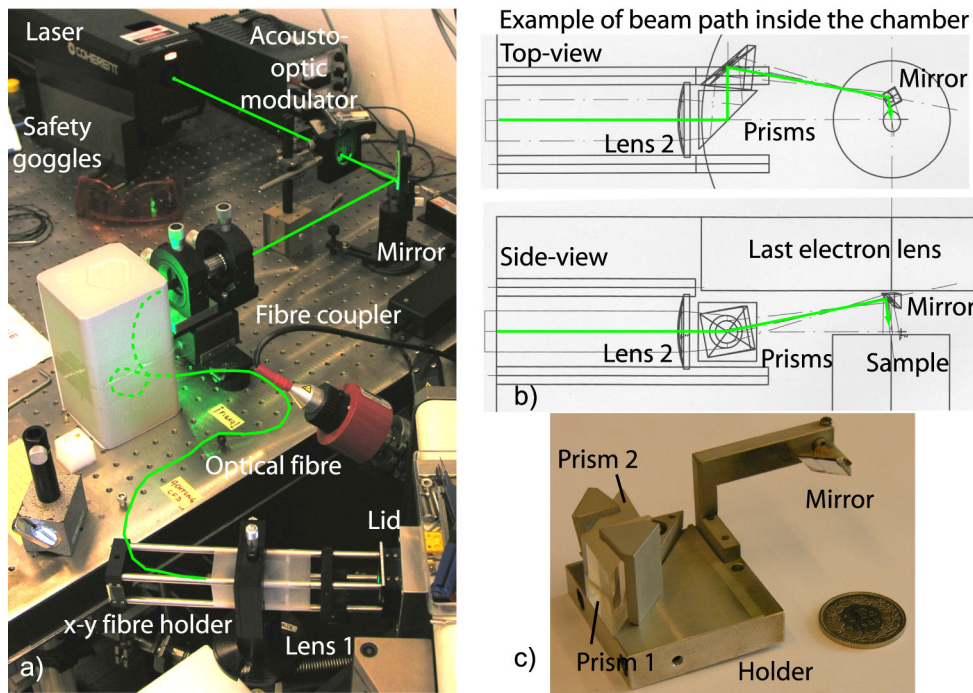 Laser
COHERENT
Acousto-
optic
modulator
Safety
goggles
Mirror
Fibre coupler
Optical fibre
Lid
x-y fibre holder
Lens 1
a)
Example of beam path inside the chamber
Top-view
Mirror
Lens 2
Prisms
Side-view
Last electron lens
Mirror
Lens 2
Prisms
Sample
b)
Prism 2
Mirror
Prism 1
Holder
c)